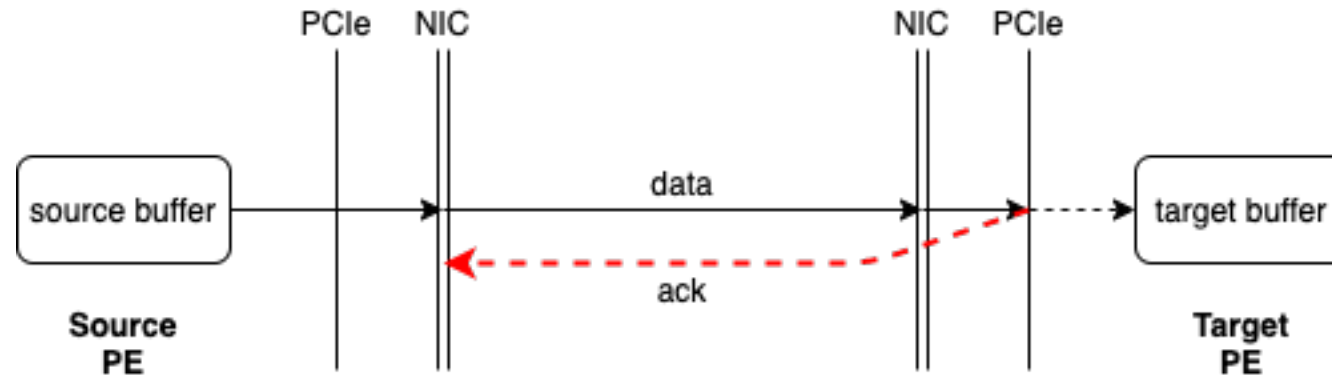 PCIe NIC NIC PCIe
data
source buffer target buffer
ack
Source Target
PE PE